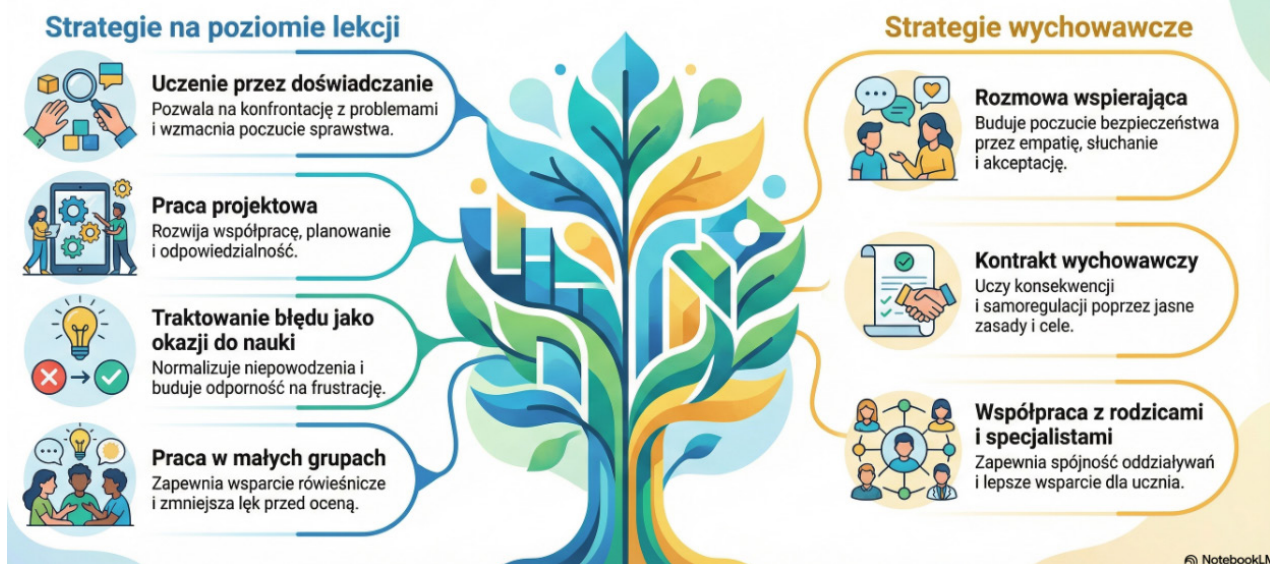 Strategie na poziomie lekcji
Uczenie przez doświadczanie
Pozwala na konfrontację z problemami
i wzmacnia poczucie sprawstwa.
Praca projektowa
Rozwija współpracę, planowanie
i odpowiedzialność.
Traktowanie błędu jako
okazji do nauki
Normalizuje niepowodzenia i
buduje odporność na frustrację.
Praca w małych grupach
Zapewnia wsparcie rówieśnicze
i zmniejsza lęk przed oceną.
Strategie wychowawcze
Rozmowa wspierająca
Buduje poczucie bezpieczeństwa
przez empatię, słuchanie
i akceptację.
Kontrakt wychowawczy
Uczy konsekwencji
i samoregulacji poprzez jasne
zasady i cele.
Współpraca z rodzicami
i specjalistami
Zapewnia spójność oddziaływań
i lepsze wsparcie dla ucznia.
NotebookLM